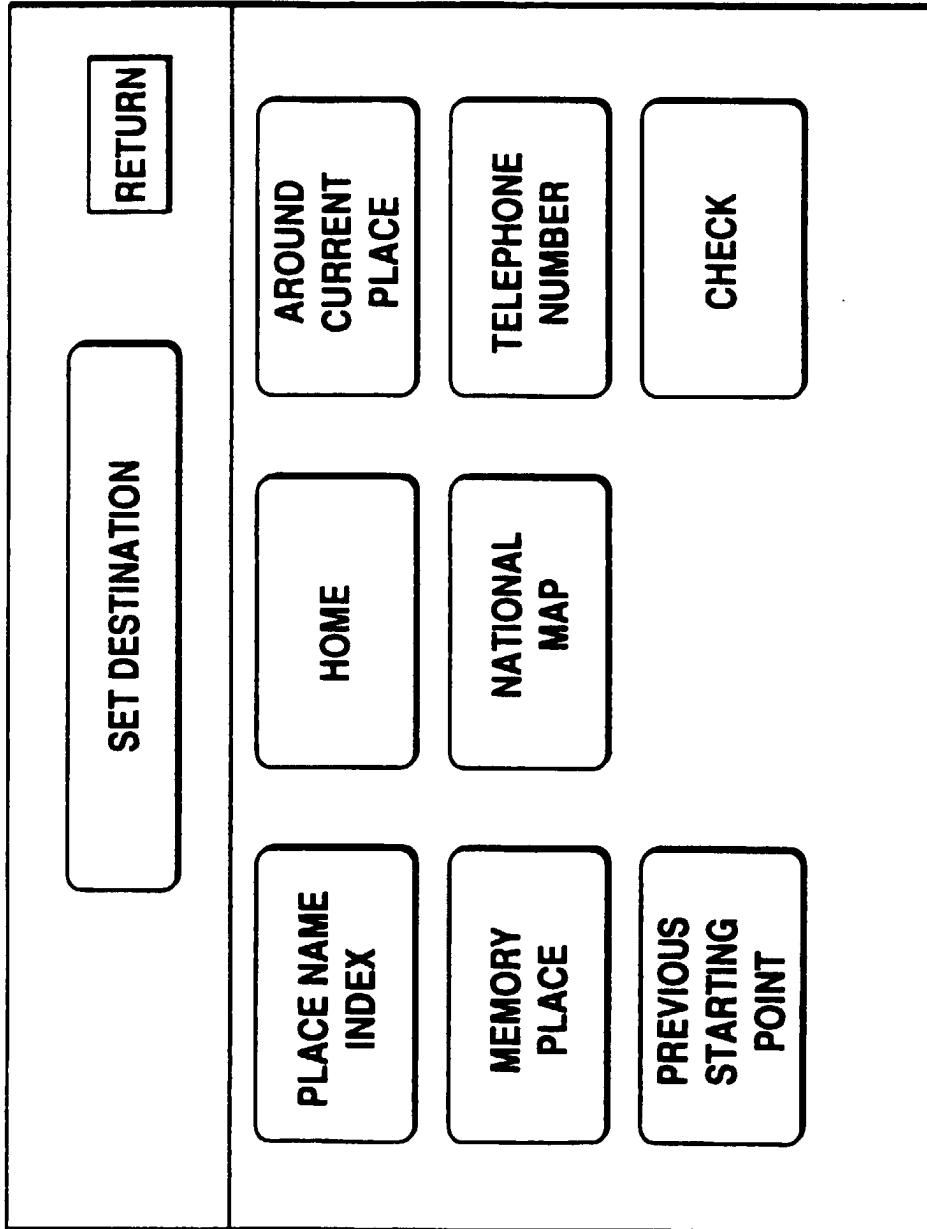 SET DESTINATION
RETURN
PLACE NAME
INDEX
HOME
AROUND
CURRENT
PLACE
MEMORY
PLACE
NATIONAL
MAP
TELEPHONE
NUMBER
PREVIOUS
STARTING
POINT
CHECK